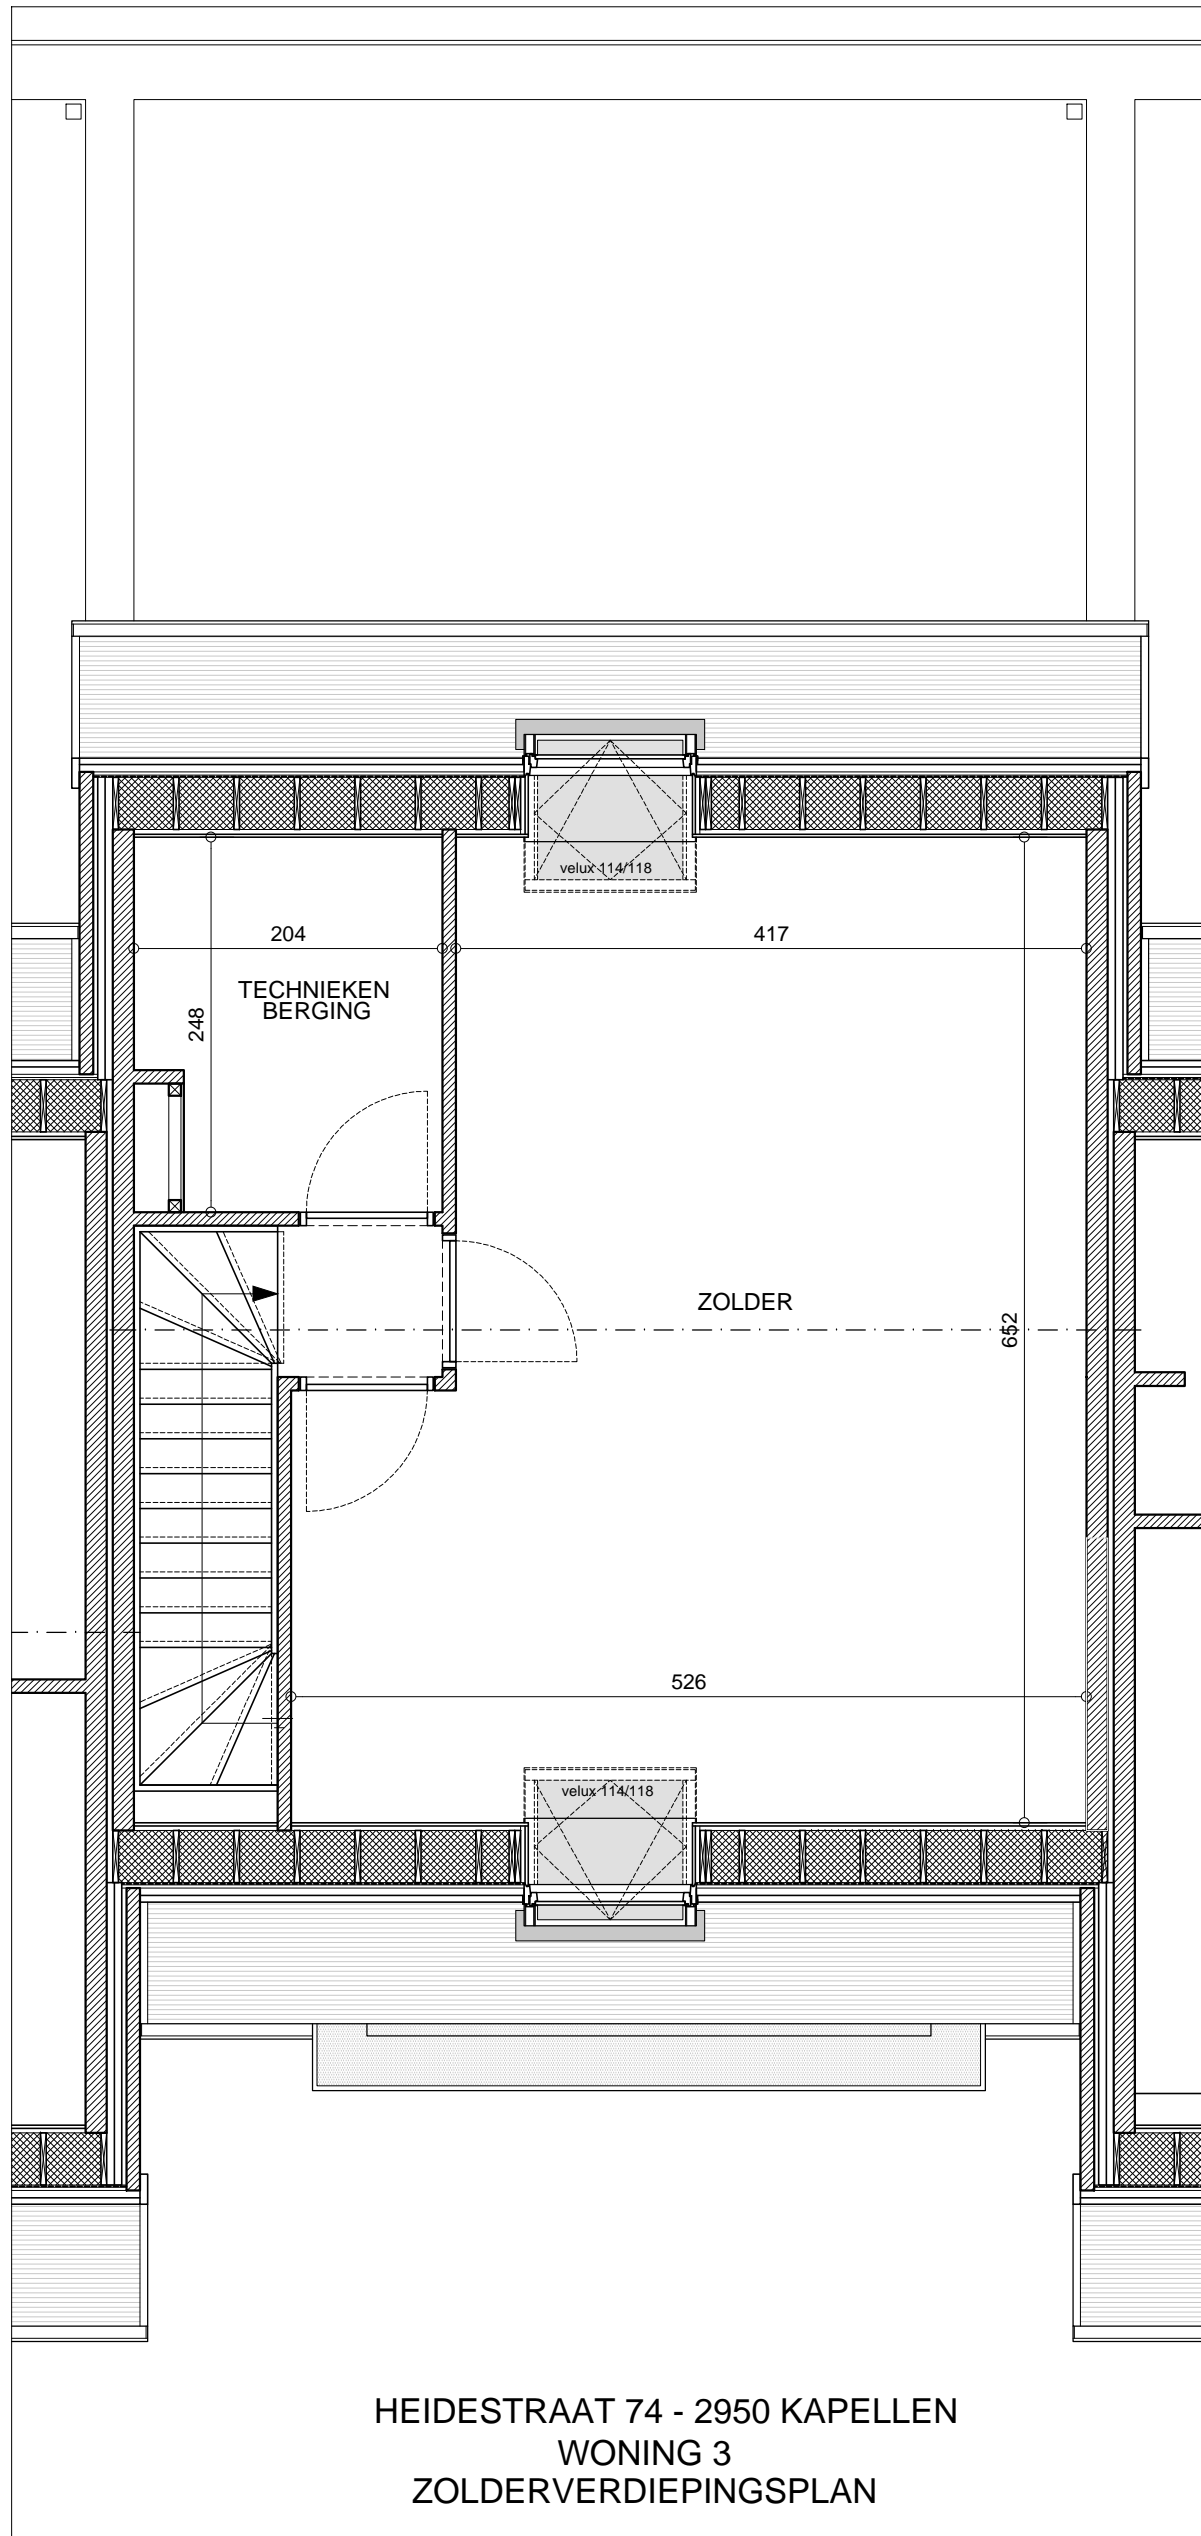 velux 114/118
204
417
TECHNIEKEN
BERGING
248
ZOLDER
652
526
velux 114/118
HEIDESTRAAT 74 - 2950 KAPELLEN
WONING 3
ZOLDERVERDIEPINGSPLAN